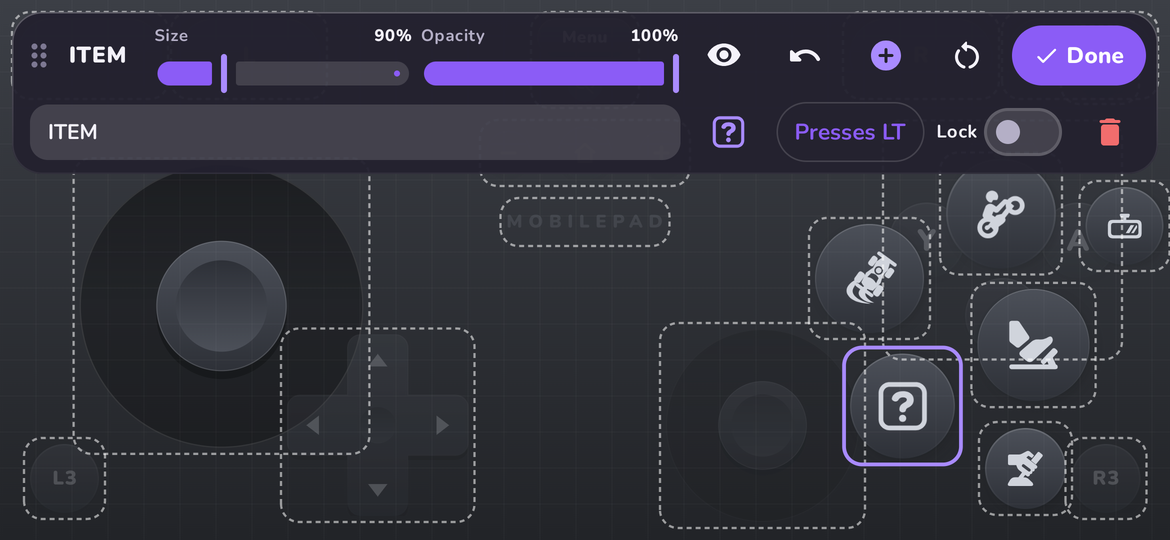 ITEM
Size 90% Opacity 100%
Menu
Done
ITEM
Presses LT
Lock
MOBILEPAD
Y
A
L3
R3